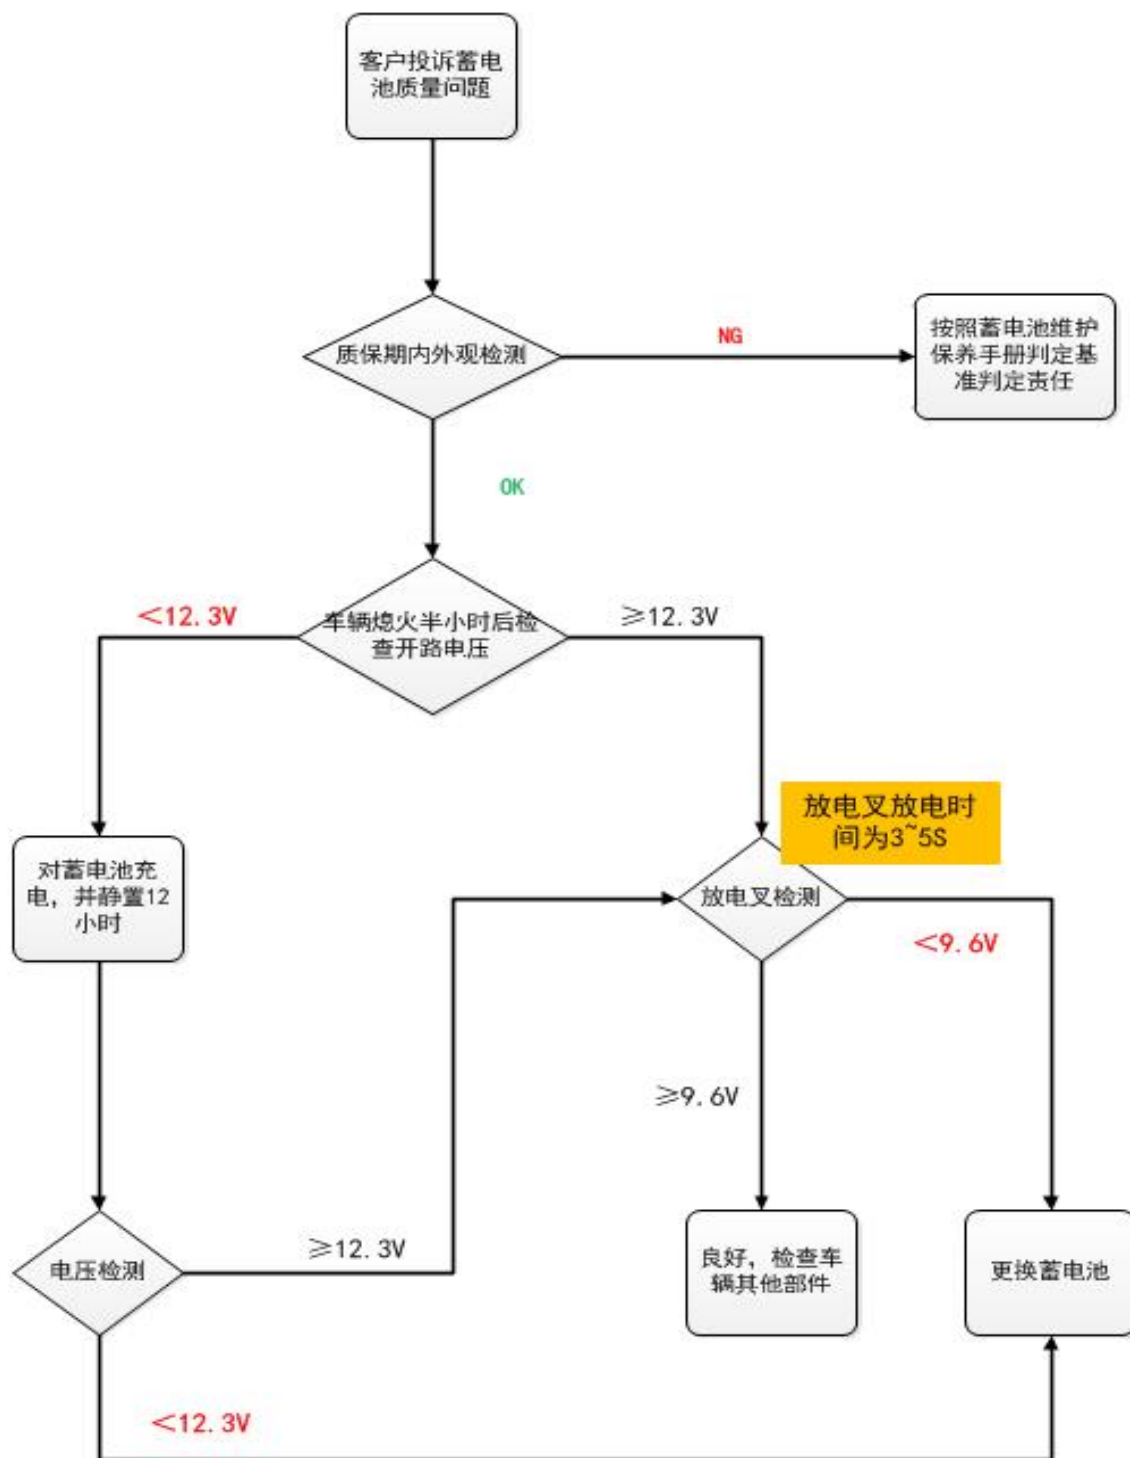 客户投诉蓄电
池质量问题
质保期内外观检测
NG
按照蓄电池维护
保养手册判定基
准判定责任
OK
<12.3V
车辆熄火半小时后检
查开路电压
≥12.3V
放电叉放电时
间为3~5S
对蓄电池充
电，并静置12
小时
放电叉检测
<9.6V
≥9.6V
电压检测
≥12.3V
良好，检查车
辆其他部件
更换蓄电池
<12.3V